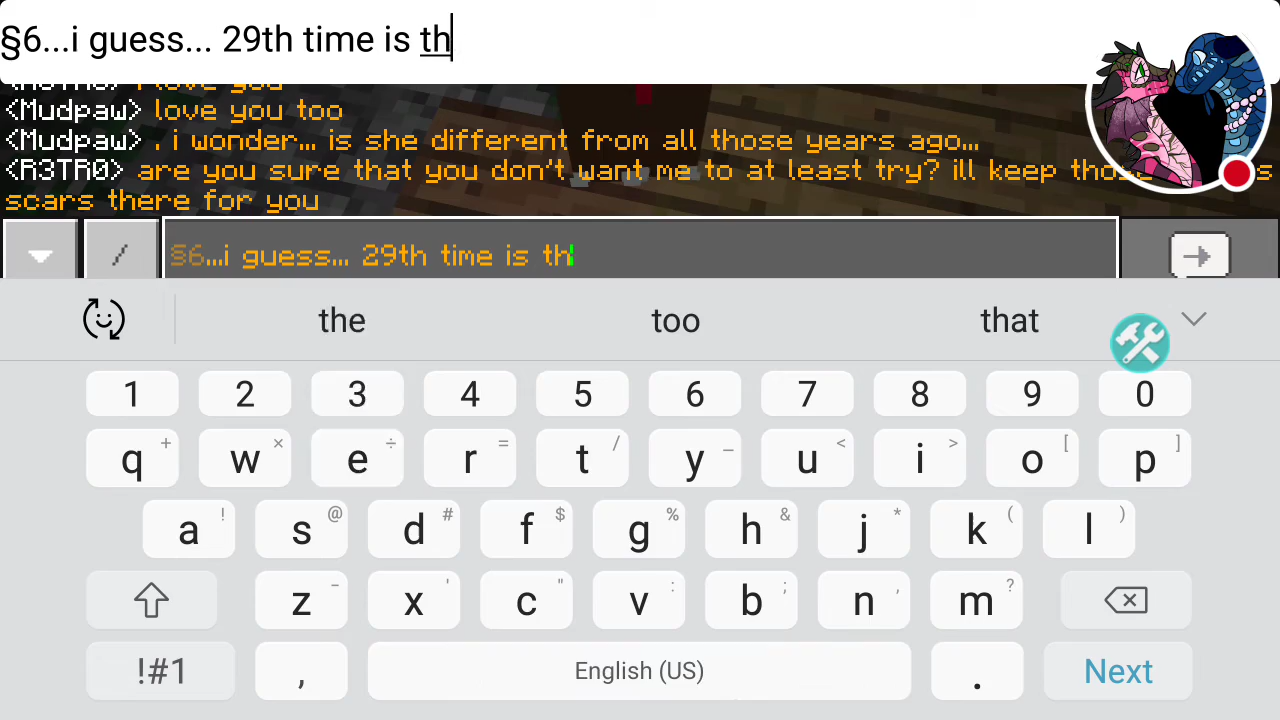 §6...i guess... 29th time is th
love you
<Mudpaw> love you too
<Mudpaw> . i wonder... is she different from all those years ago...
<R3TR0> are you sure that you don't want me to at least try? ill keep those s
scars there for you
/ §6...i guess... 29th time is th
the too that
1 2 3 4 5 6 7 8 9 0
q + w × e ÷ r = t / y _ u < i > o [ p ]
a ! s @ d # f $ g % h & j * k ( l )
z - x ' c " v : b ; n , m ?
!#1 , English (US) . Next